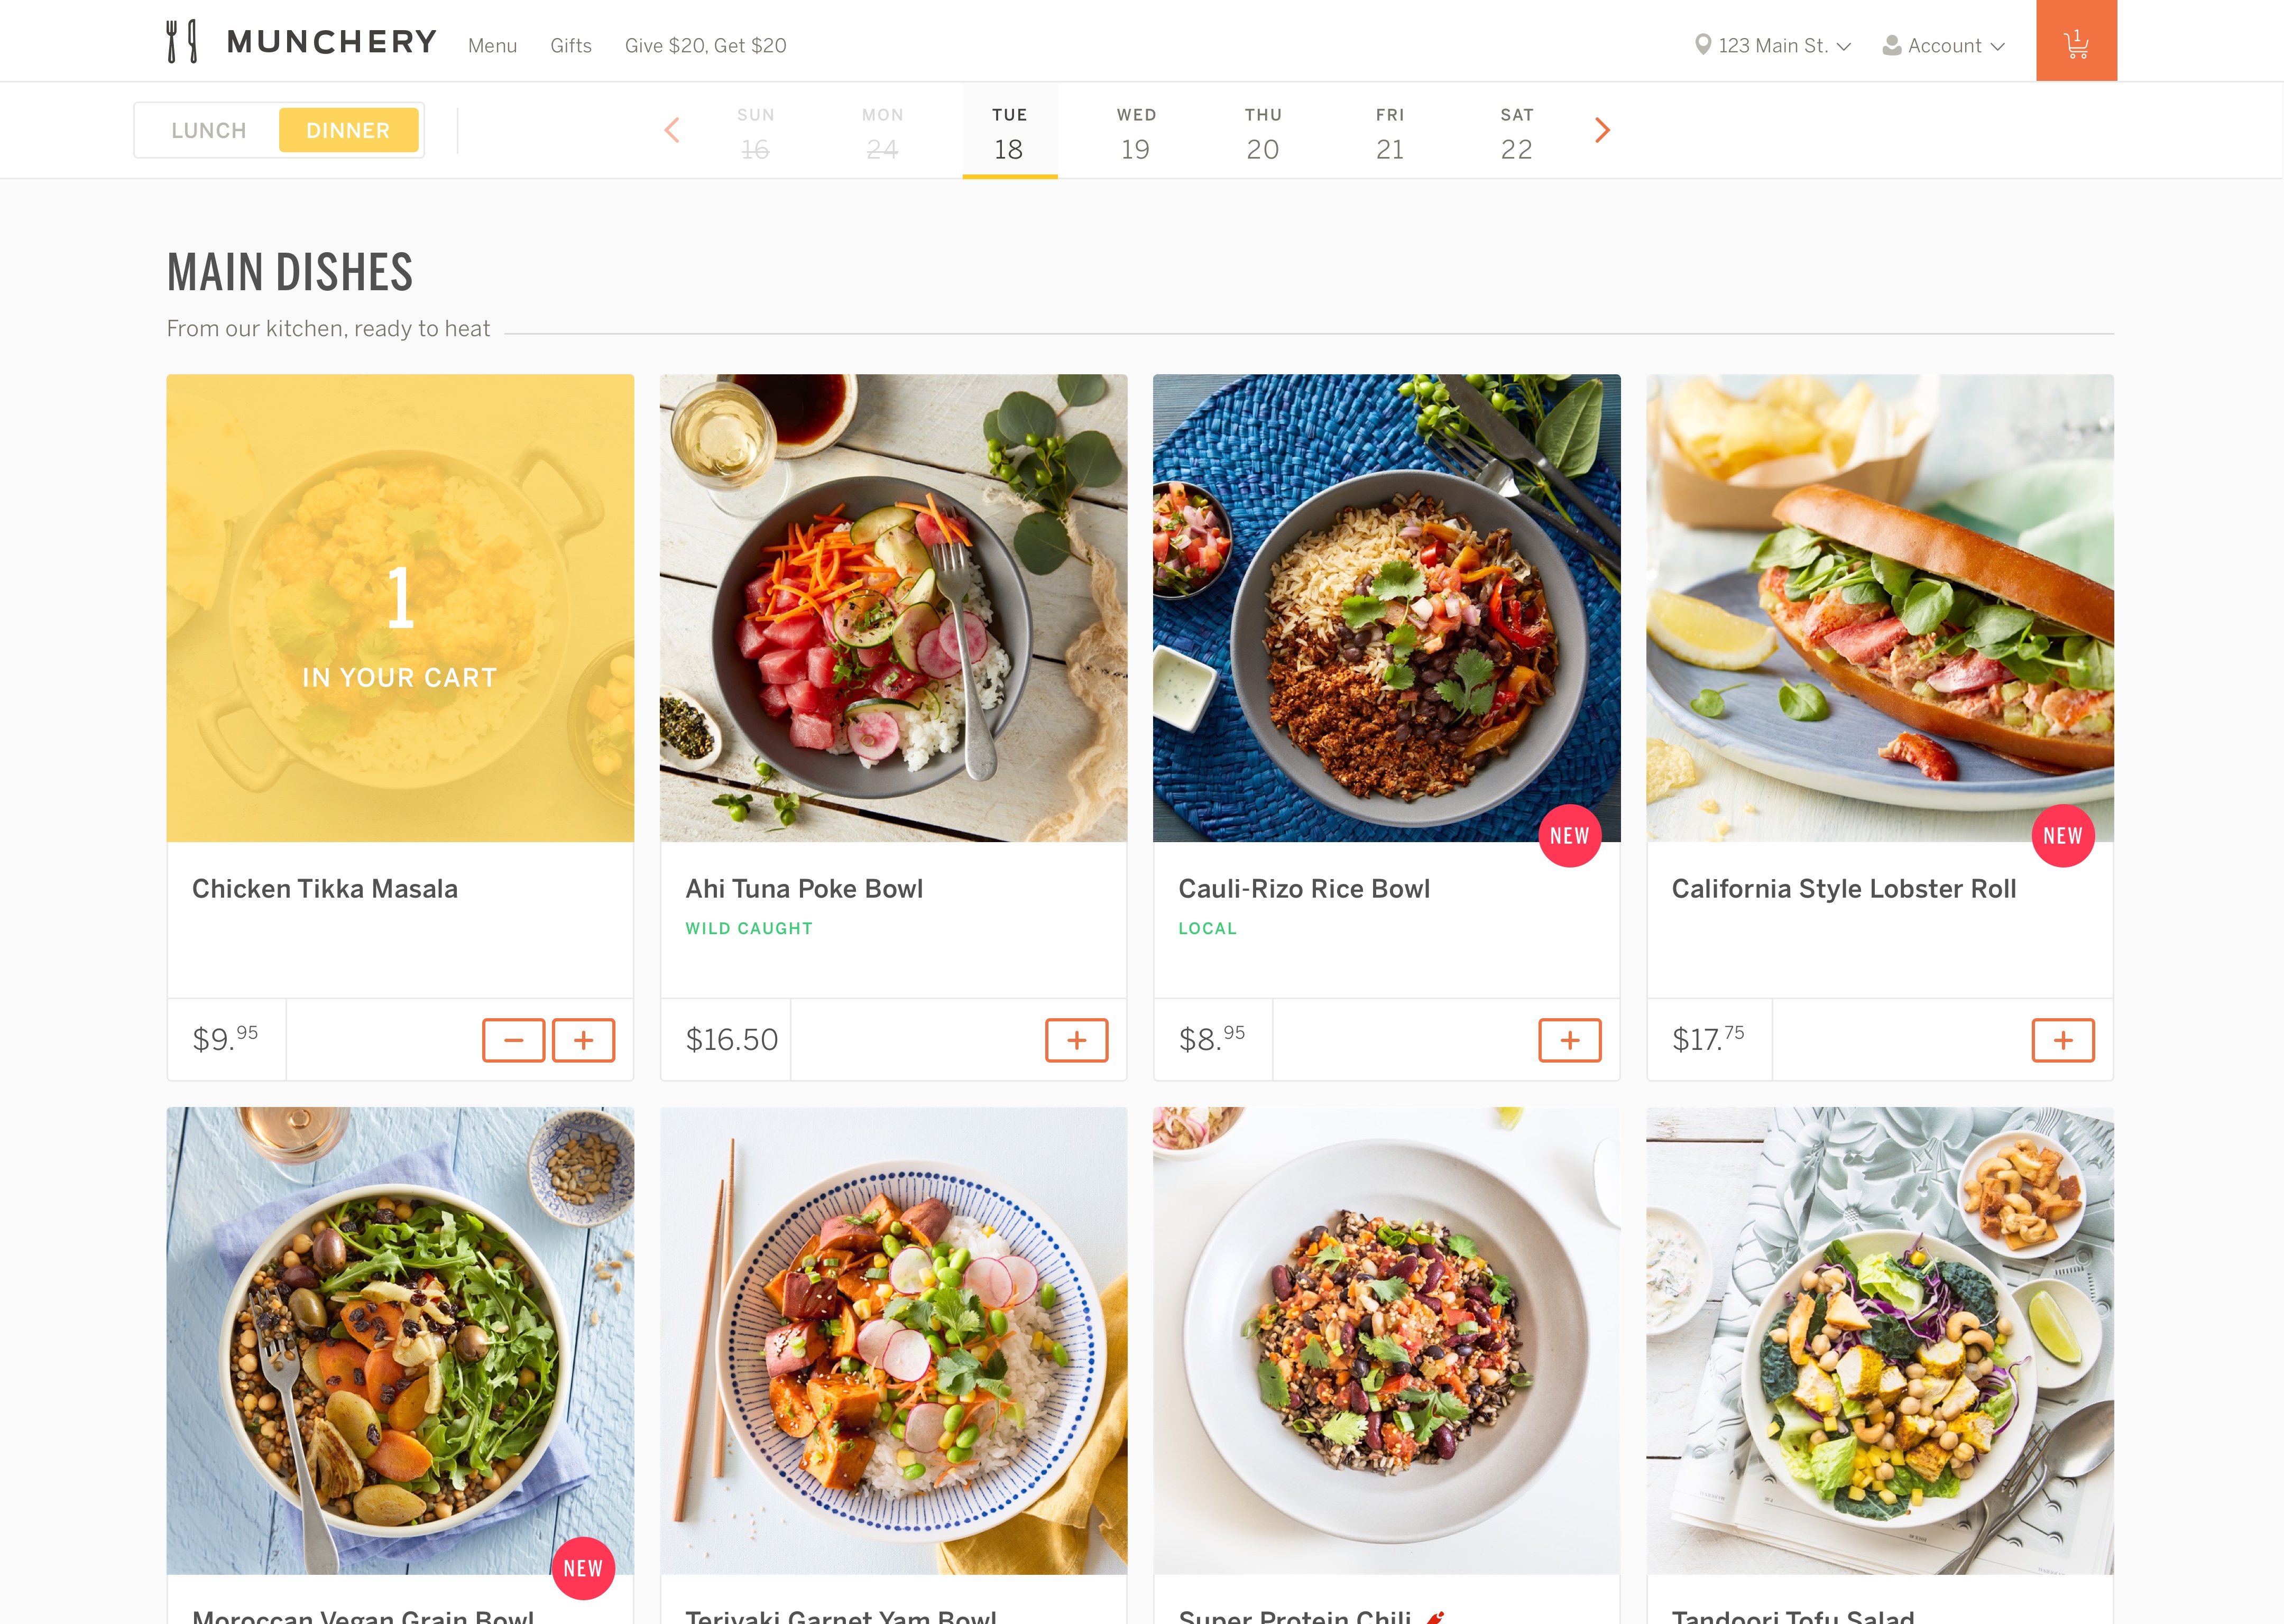 MUNCHERY Menu Gifts Give $20, Get $20 123 Main St. Account 1
LUNCH DINNER
SUN MON TUE WED THU FRI SAT
16 24 18 19 20 21 22
MAIN DISHES
From our kitchen, ready to heat
1
IN YOUR CART
NEW NEW
Chicken Tikka Masala Ahi Tuna Poke Bowl Cauli-Rizo Rice Bowl California Style Lobster Roll
WILD CAUGHT LOCAL
$9.95 $16.50 $8.95 $17.75
NEW
Moroccan Vegan Grain Bowl Teriyaki Garnet Yam Bowl Super Protein Chili Tandoori Tofu Salad